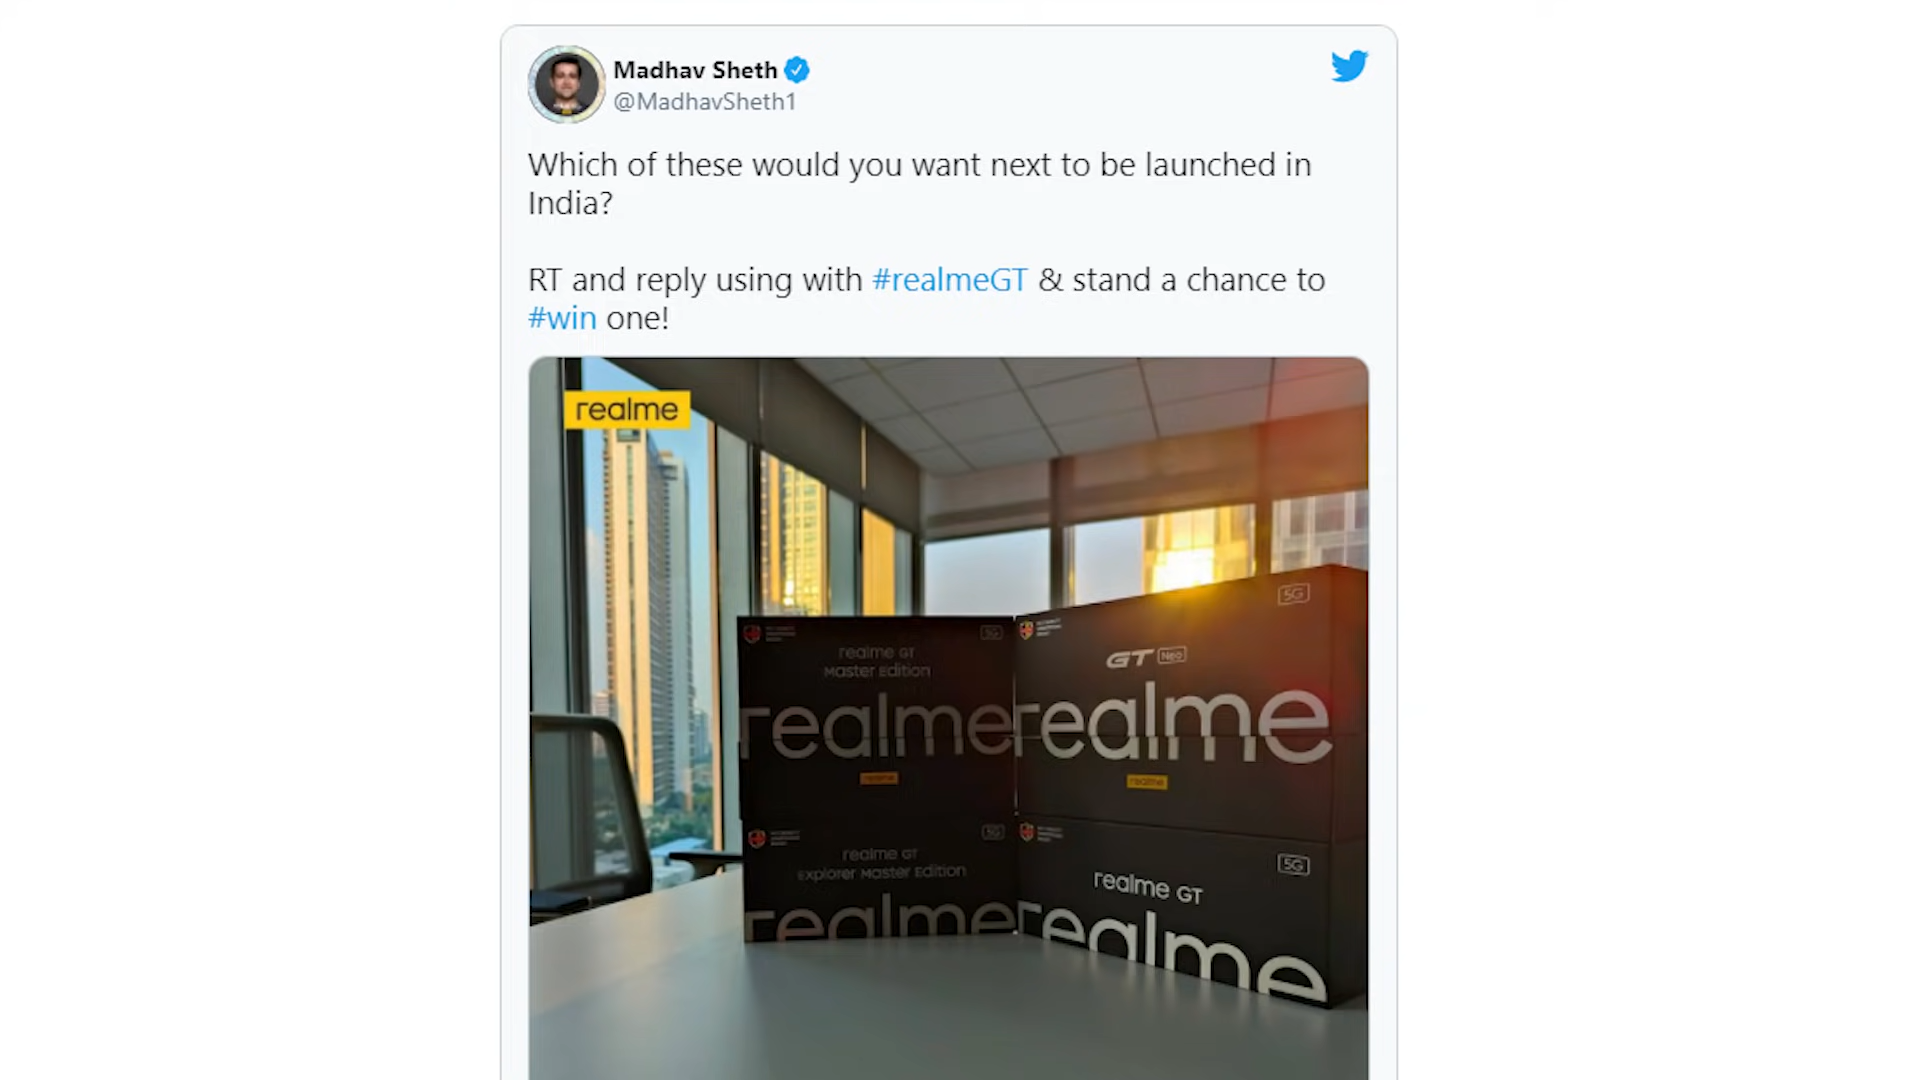 Madhav Sheth
@MadhavSheth1
Which of these would you want next to be launched in
India?
RT and reply using with #realmeGT & stand a chance to
#win one!
realme
5G
realme GT
Master Edition
realme
realme
5G
GT Neo
realme
realme
5G
realme GT
Explorer Master Edition
realme
5G
realme GT
realme